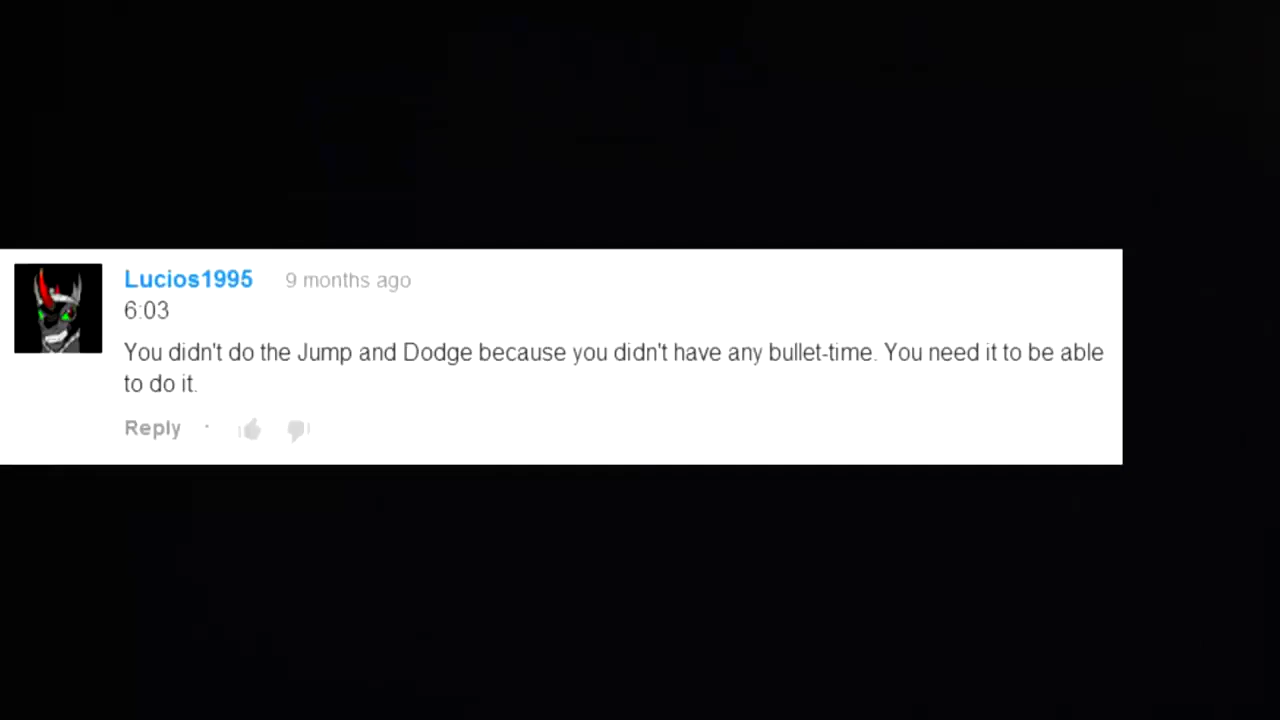 Lucios1995 9 months ago
6:03
You didn't do the Jump and Dodge because you didn't have any bullet-time. You need it to be able
to do it.
Reply ·